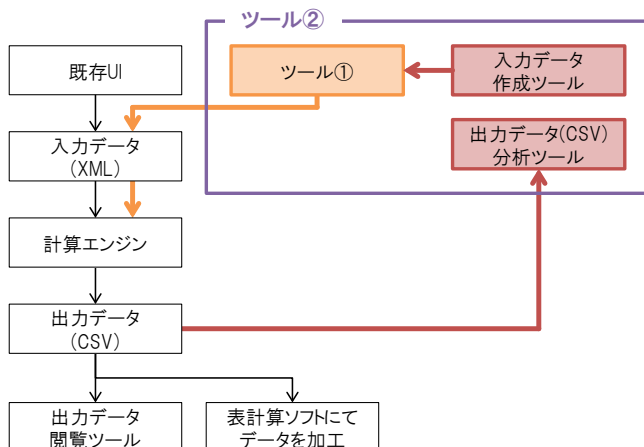 ツール②
既存UI
ツール①
入力データ
作成ツール
入力データ
(XML)
出力データ(CSV)
分析ツール
計算エンジン
出力データ
(CSV)
出力データ
閲覧ツール
表計算ソフトにて
データを加工